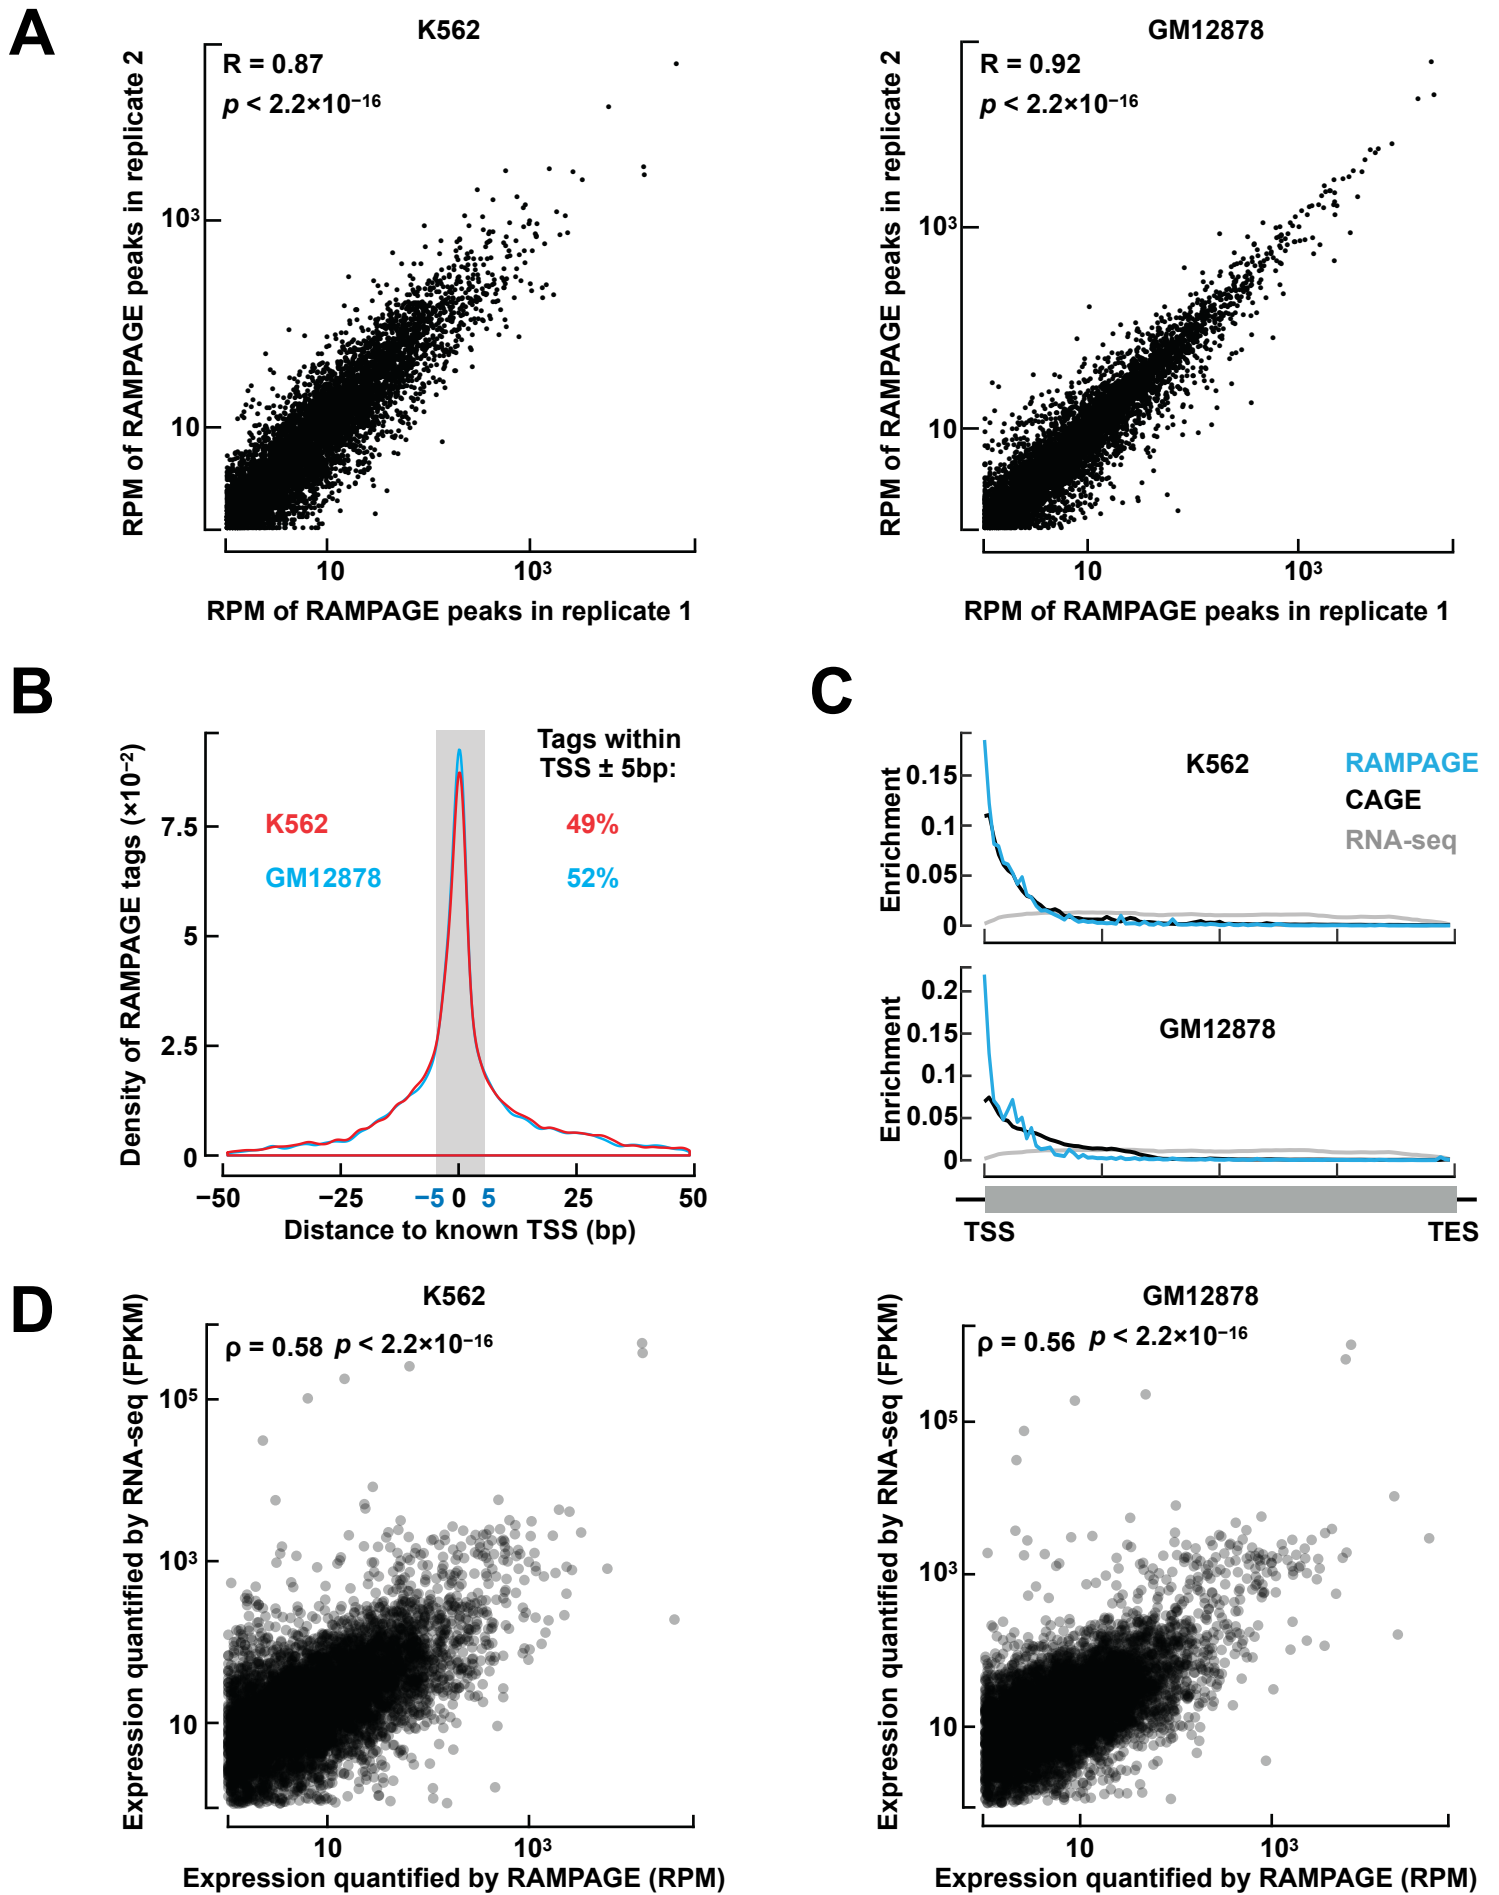 A
K562
R = 0.87
p < 2.2×10⁻¹⁶
RPM of RAMPAGE peaks in replicate 2
10³
10
10
10³
RPM of RAMPAGE peaks in replicate 1
GM12878
R = 0.92
p < 2.2×10⁻¹⁶
RPM of RAMPAGE peaks in replicate 2
10³
10
10
10³
RPM of RAMPAGE peaks in replicate 1
B
Tags within
TSS ± 5bp:
K562
49%
GM12878
52%
Density of RAMPAGE tags (×10⁻²)
7.5
5
2.5
0
−50
−25
−5
0
5
25
50
Distance to known TSS (bp)
C
K562
RAMPAGE
CAGE
RNA-seq
Enrichment
0.15
0.1
0.05
0
GM12878
Enrichment
0.2
0.15
0.1
0.05
0
TSS
TES
D
K562
ρ = 0.58 p < 2.2×10⁻¹⁶
Expression quantified by RNA-seq (FPKM)
10⁵
10³
10
10
10³
Expression quantified by RAMPAGE (RPM)
GM12878
ρ = 0.56 p < 2.2×10⁻¹⁶
Expression quantified by RNA-seq (FPKM)
10⁵
10³
10
10
10³
Expression quantified by RAMPAGE (RPM)